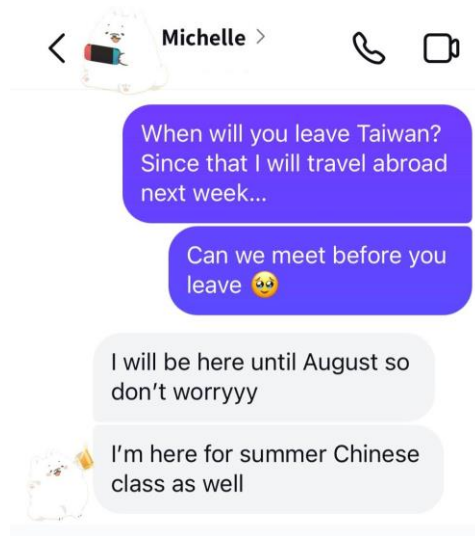 Michelle
When will you leave Taiwan?
Since that I will travel abroad
next week...
Can we meet before you
leave 🥹
I will be here until August so
don't worryyy
I'm here for summer Chinese
class as well